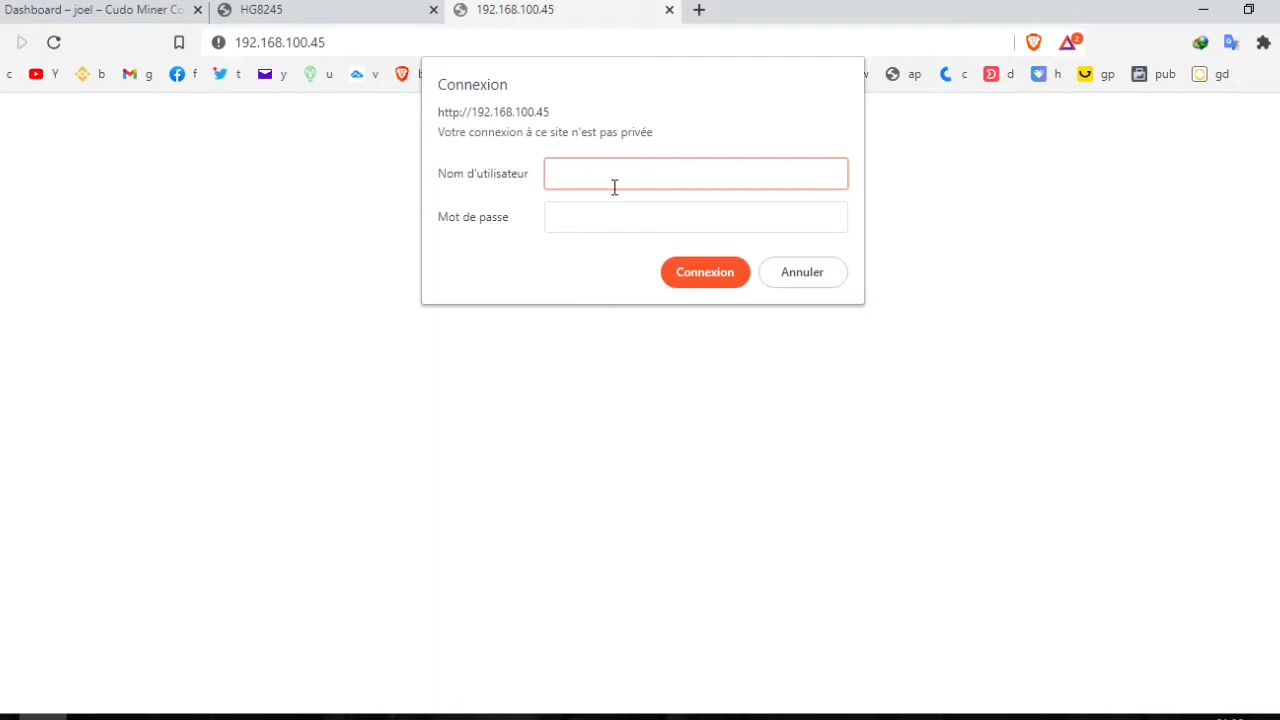 Dashboard – joel – Cudo Miner Co
HG8245
192.168.100.45
192.168.100.45
2
c Y b g f t y u v
ap c d h gp pub gd
Connexion
http://192.168.100.45
Votre connexion à ce site n'est pas privée
Nom d'utilisateur
Mot de passe
Connexion Annuler